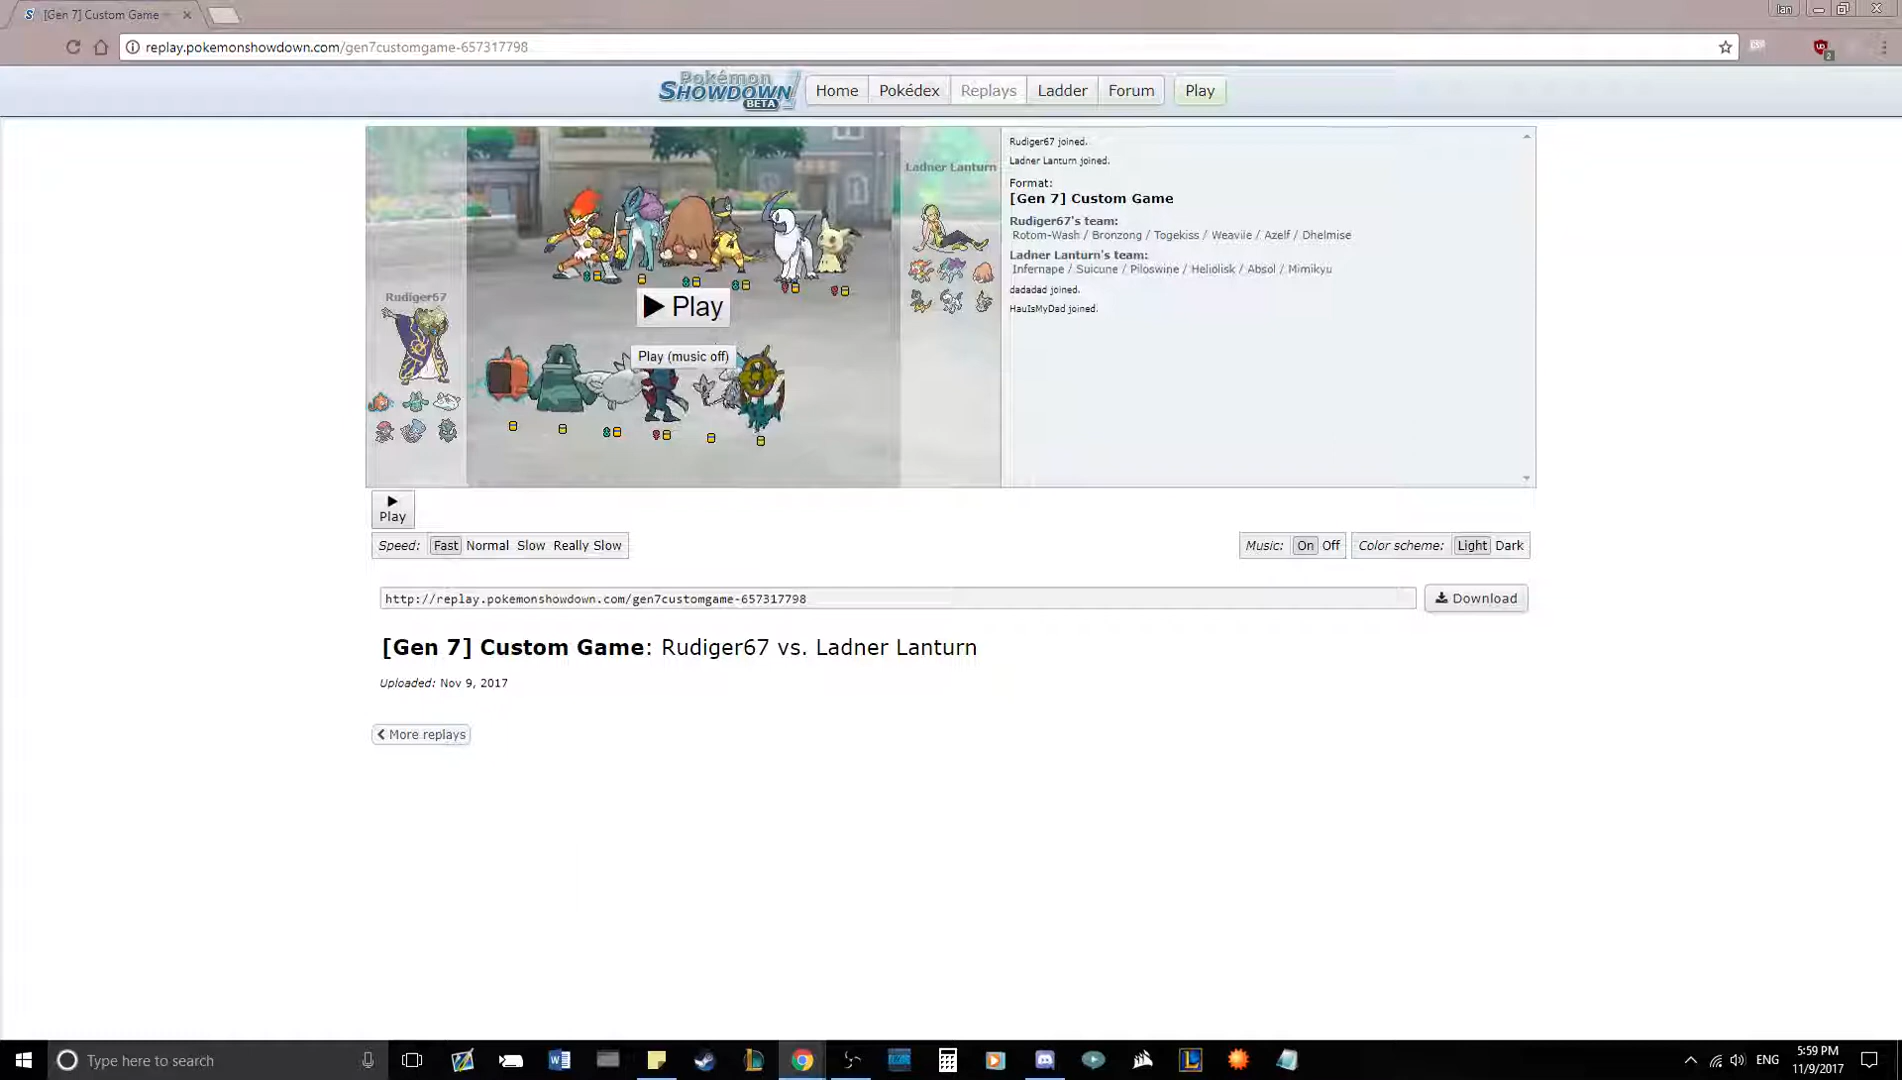 [Gen 7] Custom Game
Ian
replay.pokemonshowdown.com/gen7customgame-657317798
2
Pokémon
SHOWDOWN!
BETA
Home
Pokédex
Replays
Ladder
Forum
Play
Rudiger67
Ladner Lanturn
▶ Play
Play (music off)
Rudiger67 joined.
Ladner Lanturn joined.
Format:
[Gen 7] Custom Game
Rudiger67's team:
Rotom-Wash / Bronzong / Togekiss / Weavile / Azelf / Dhelmise
Ladner Lanturn's team:
Infernape / Suicune / Piloswine / Heliolisk / Absol / Mimikyu
dadadad joined.
HauIsMyDad joined.
Play
Speed: Fast Normal Slow Really Slow
Music: On Off
Color scheme: Light Dark
http://replay.pokemonshowdown.com/gen7customgame-657317798
Download
[Gen 7] Custom Game: Rudiger67 vs. Ladner Lanturn
Uploaded: Nov 9, 2017
More replays
Type here to search
ENG
5:59 PM
11/9/2017